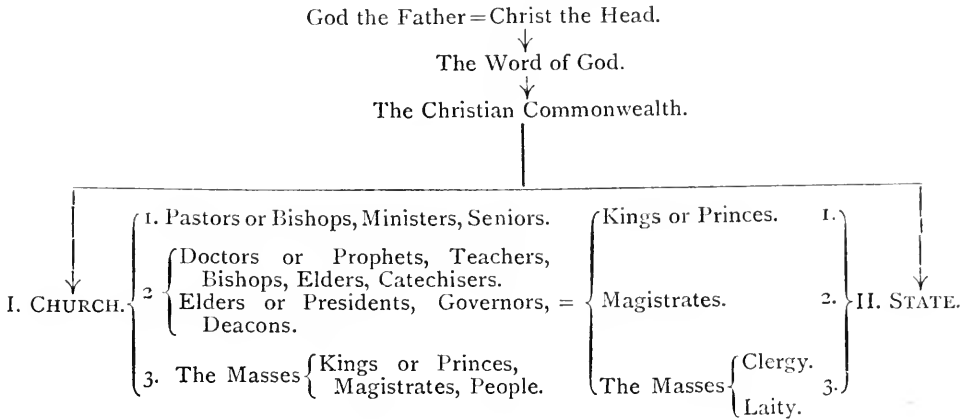 God the Father = Christ the Head.
The Word of God.
The Christian Commonwealth.
I. CHURCH.
1. Pastors or Bishops, Ministers, Seniors.
2 Doctors or Prophets, Teachers,
Bishops, Elders, Catechisers.
Elders or Presidents, Governors,
Deacons.
3. The Masses
Kings or Princes,
Magistrates, People.
=
Kings or Princes. 1.
Magistrates. 2.
The Masses
Clergy.
Laity.
3.
II. STATE.